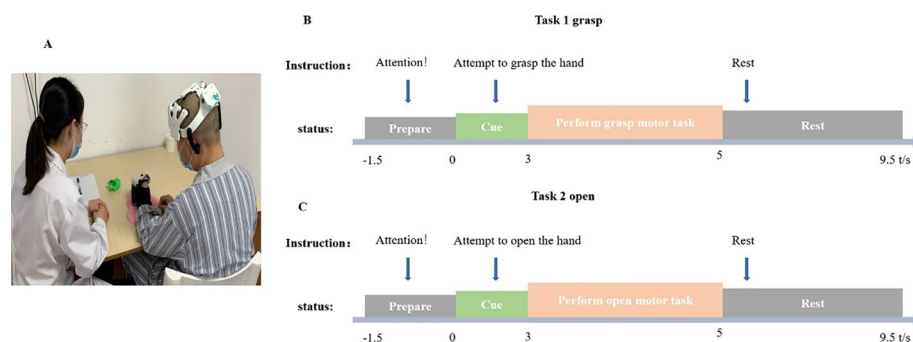 A
B
Task 1 grasp
Instruction: Attention! Attempt to grasp the hand Rest
status: Prepare Cue Perform grasp motor task Rest
-1.5 0 3 5 9.5 t/s
C
Task 2 open
Instruction: Attention! Attempt to open the hand Rest
status: Prepare Cue Perform open motor task Rest
-1.5 0 3 5 9.5 t/s